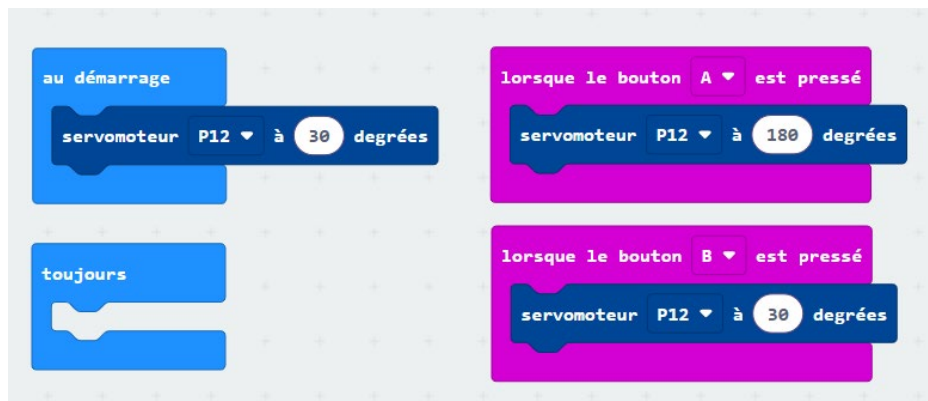 au démarrage
servomoteur P12 à 30 degrées
toujours
lorsque le bouton A est pressé
servomoteur P12 à 180 degrées
lorsque le bouton B est pressé
servomoteur P12 à 30 degrées